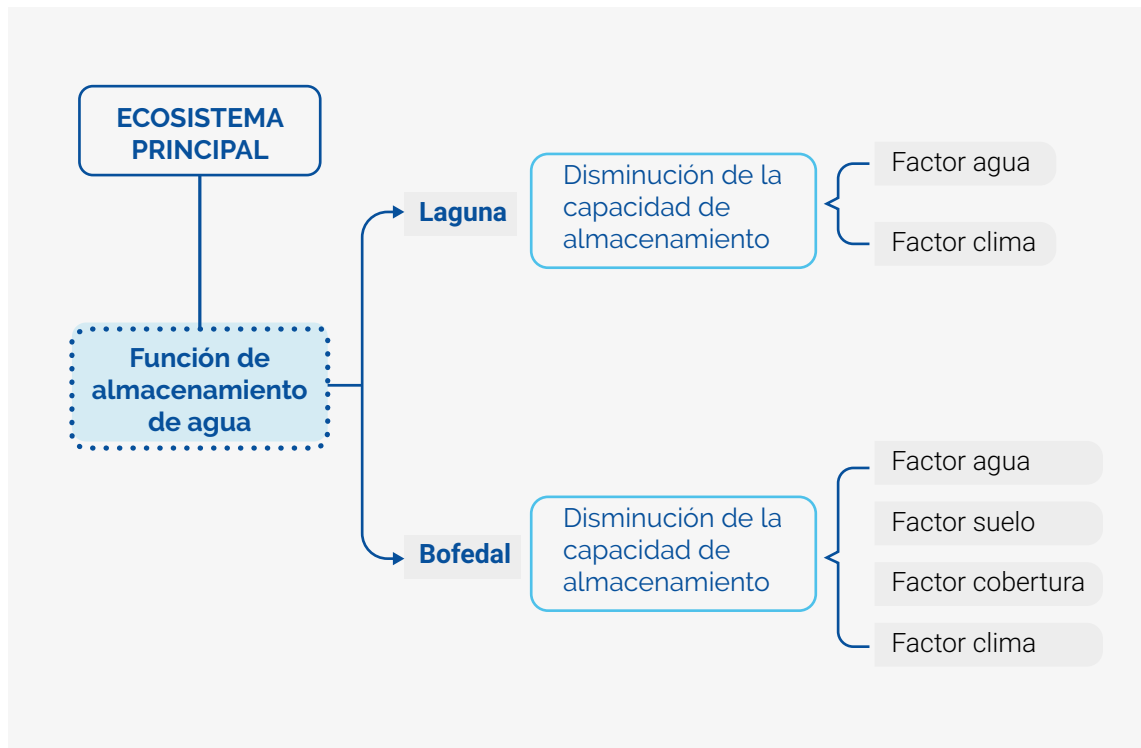 ECOSISTEMA
PRINCIPAL
Función de
almacenamiento
de agua
Laguna
Disminución de la
capacidad de
almacenamiento
Factor agua
Factor clima
Bofedal
Disminución de la
capacidad de
almacenamiento
Factor agua
Factor suelo
Factor cobertura
Factor clima